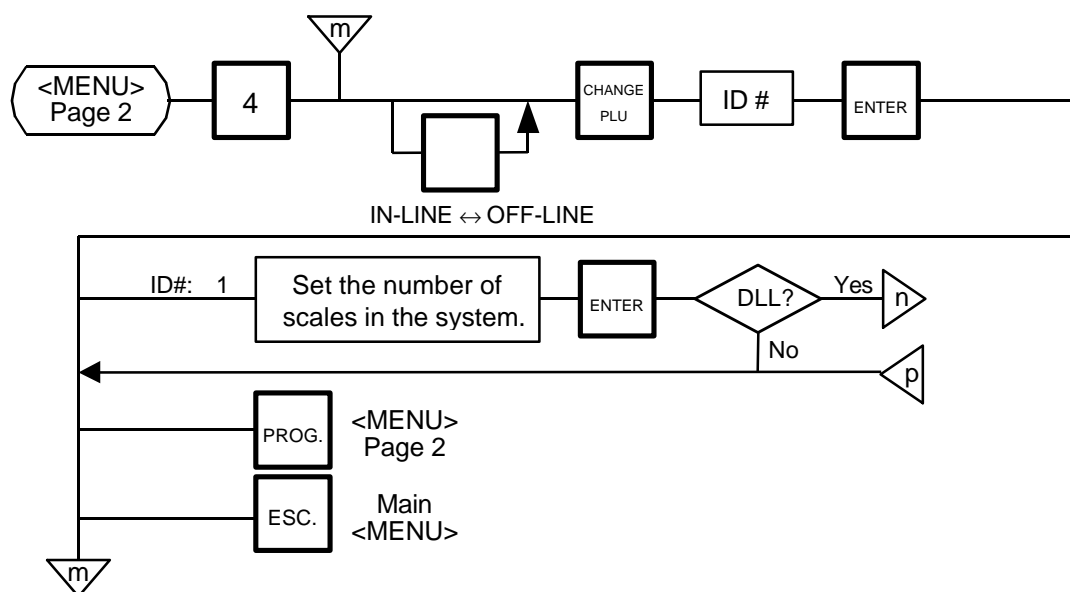 m
<MENU>
Page 2
4
CHANGE
PLU
ID #
ENTER
IN-LINE ↔ OFF-LINE
ID#: 1
Set the number of
scales in the system.
ENTER
DLL?
Yes
n
No
p
PROG.
<MENU>
Page 2
ESC.
Main
<MENU>
m